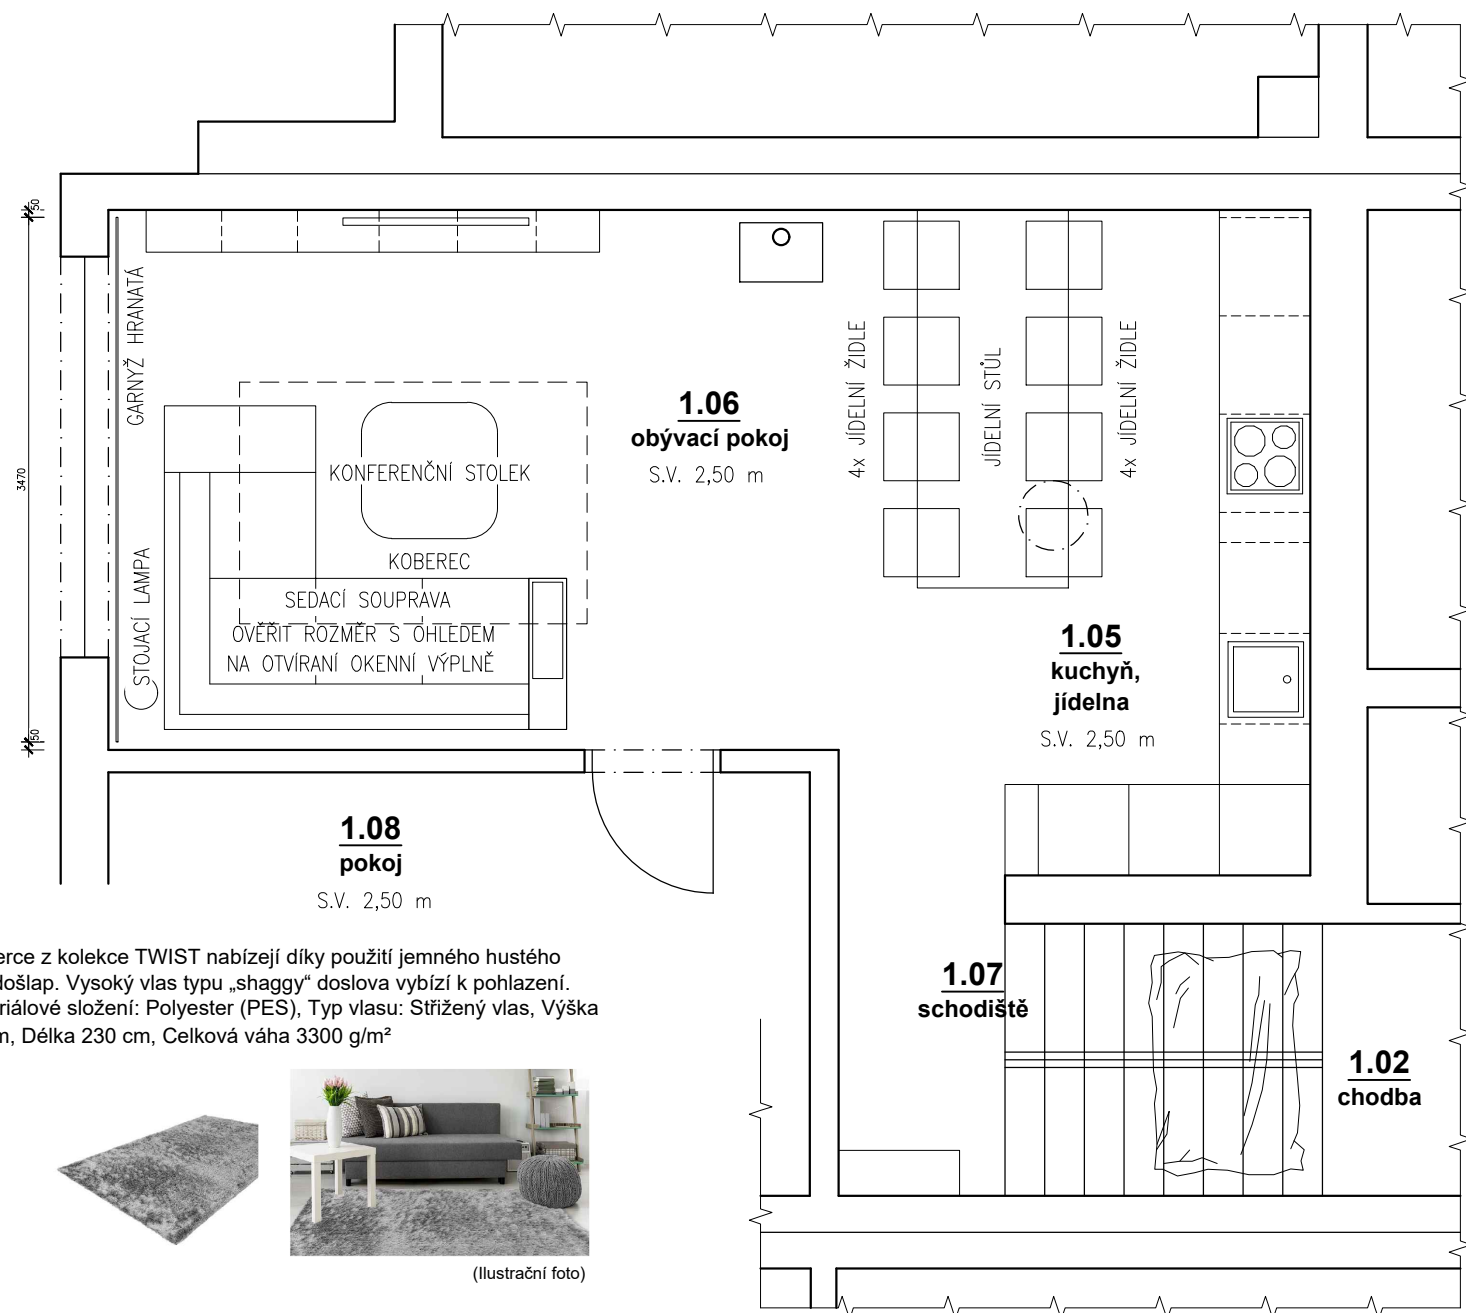 50
GARNYŽ HRANATÁ
3470
STOJACÍ LAMPA
50
KONFERENČNÍ STOLEK
KOBEREC
SEDACÍ SOUPRAVA
OVĚŘIT ROZMĚR S OHLEDEM
NA OTVÍRANÍ OKENNÍ VÝPLNĚ
1.06
obývací pokoj
S.V. 2,50 m
4x JÍDELNÍ ŽIDLE
JÍDELNÍ STŮL
4x JÍDELNÍ ŽIDLE
1.05
kuchyň,
jídelna
S.V. 2,50 m
1.08
pokoj
S.V. 2,50 m
1.07
schodiště
1.02
chodba
erce z kolekce TWIST nabízejí díky použití jemného hustého
došlap. Vysoký vlas typu „shaggy“ doslova vybízí k pohlazení.
riálové složení: Polyester (PES), Typ vlasu: Střižený vlas, Výška
m, Délka 230 cm, Celková váha 3300 g/m²
(Ilustrační foto)